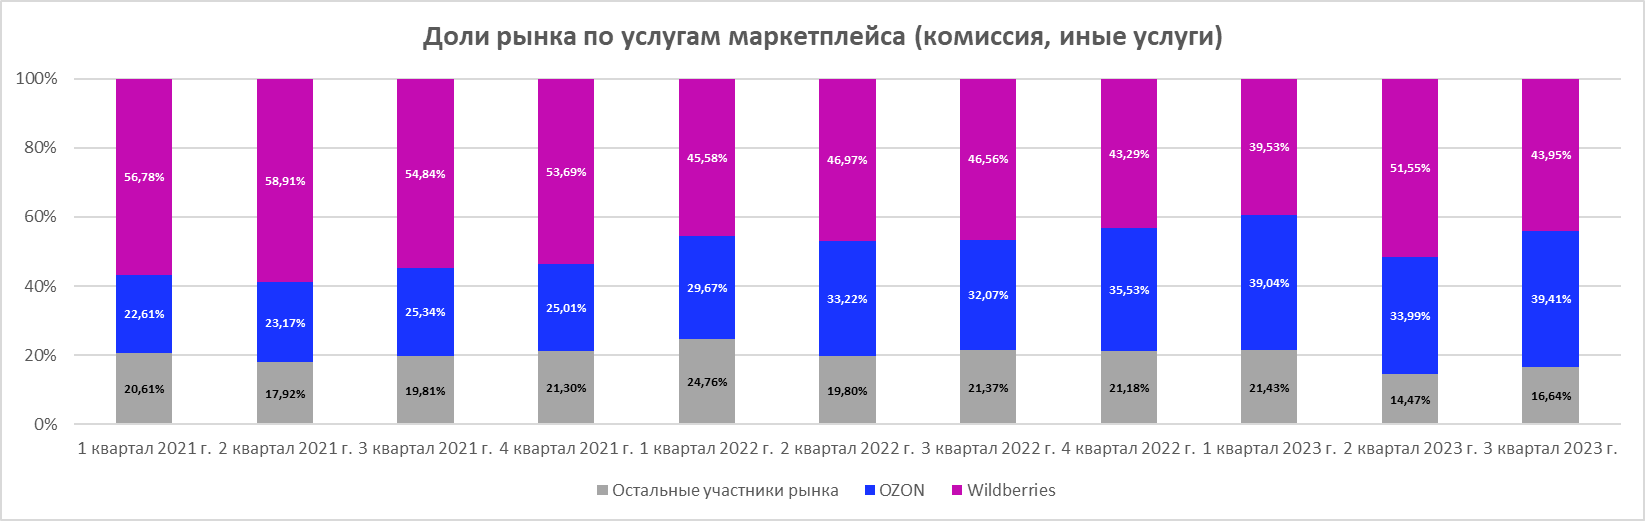 Доли рынка по услугам маркетплейса (комиссия, иные услуги)
100%
80%
60%
40%
20%
0%
56,78% 58,91% 54,84% 53,69% 45,58% 46,97% 46,56% 43,29% 39,53% 51,55% 43,95%
22,61% 23,17% 25,34% 25,01% 29,67% 33,22% 32,07% 35,53% 39,04% 33,99% 39,41%
20,61% 17,92% 19,81% 21,30% 24,76% 19,80% 21,37% 21,18% 21,43% 14,47% 16,64%
1 квартал 2021 г. 2 квартал 2021 г. 3 квартал 2021 г. 4 квартал 2021 г. 1 квартал 2022 г. 2 квартал 2022 г. 3 квартал 2022 г. 4 квартал 2022 г. 1 квартал 2023 г. 2 квартал 2023 г. 3 квартал 2023 г.
Остальные участники рынка OZON Wildberries